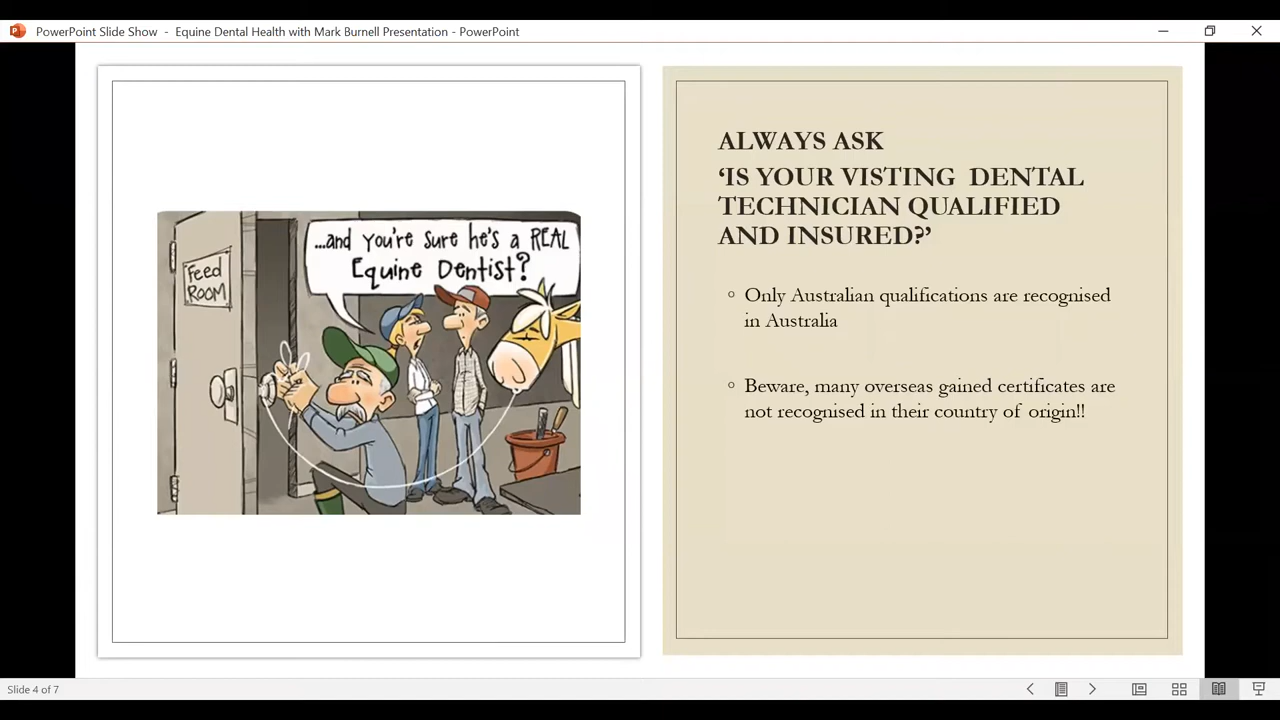 PowerPoint Slide Show - Equine Dental Health with Mark Burnell Presentation - PowerPoint
...and you're sure he's a REAL
Equine Dentist?
Feed
ROOM
ALWAYS ASK
‘IS YOUR VISTING DENTAL
TECHNICIAN QUALIFIED
AND INSURED?’
◦ Only Australian qualifications are recognised
in Australia
◦ Beware, many overseas gained certificates are
not recognised in their country of origin!!
Slide 4 of 7